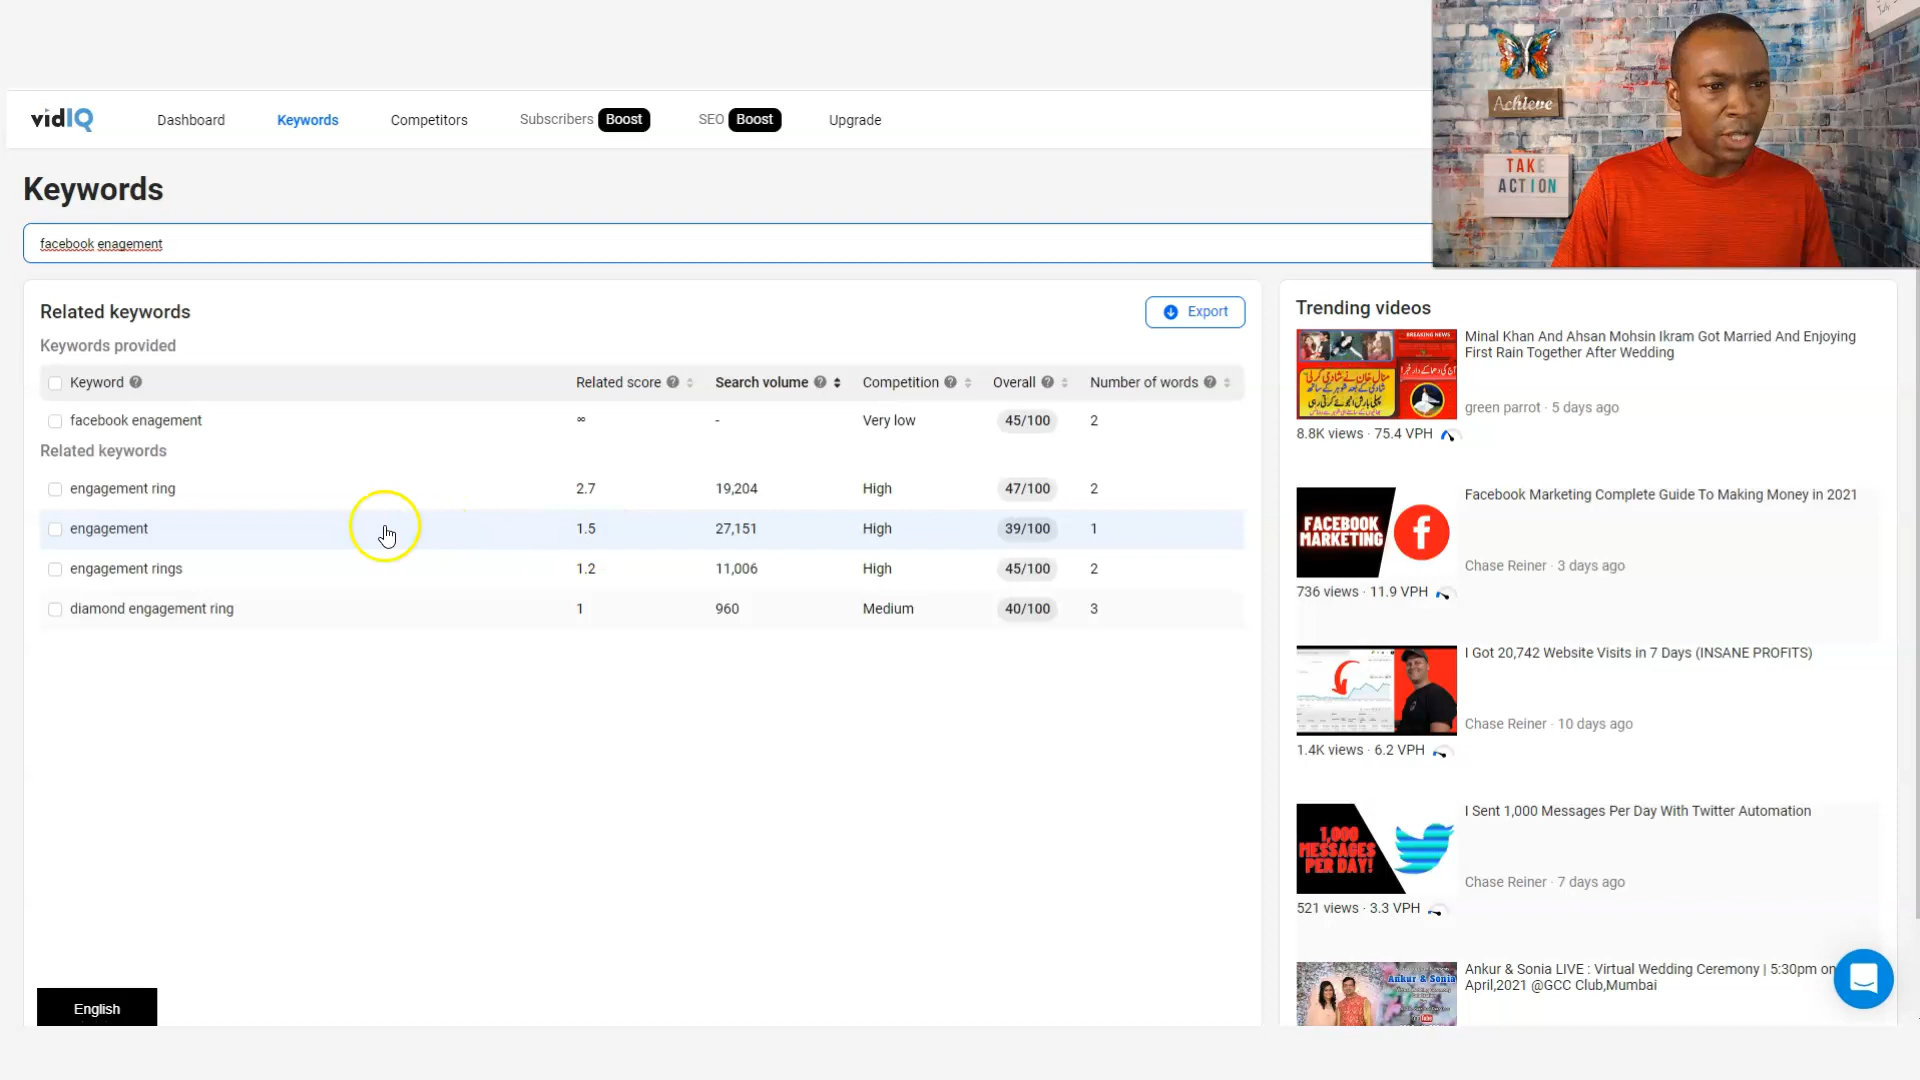 vidIQ
Dashboard
Keywords
Competitors
Subscribers Boost
SEO Boost
Upgrade
Achieve
TAKE
ACTION
Keywords
facebook enagement
Related keywords
Export
Keywords provided
Keyword Related score Search volume Competition Overall Number of words
facebook enagement ∞ - Very low 45/100 2
Related keywords
engagement ring 2.7 19,204 High 47/100 2
engagement 1.5 27,151 High 39/100 1
engagement rings 1.2 11,006 High 45/100 2
diamond engagement ring 1 960 Medium 40/100 3
English
Trending videos
BREAKING NEWS
Minal Khan And Ahsan Mohsin Ikram Got Married And Enjoying
First Rain Together After Wedding
green parrot · 5 days ago
8.8K views · 75.4 VPH
FACEBOOK
MARKETING
Facebook Marketing Complete Guide To Making Money in 2021
Chase Reiner · 3 days ago
736 views · 11.9 VPH
I Got 20,742 Website Visits in 7 Days (INSANE PROFITS)
Chase Reiner · 10 days ago
1.4K views · 6.2 VPH
1,000
MESSAGES
PER DAY!
I Sent 1,000 Messages Per Day With Twitter Automation
Chase Reiner · 7 days ago
521 views · 3.3 VPH
Ankur & Sonia
Ankur & Sonia LIVE : Virtual Wedding Ceremony | 5:30pm on
April,2021 @GCC Club,Mumbai